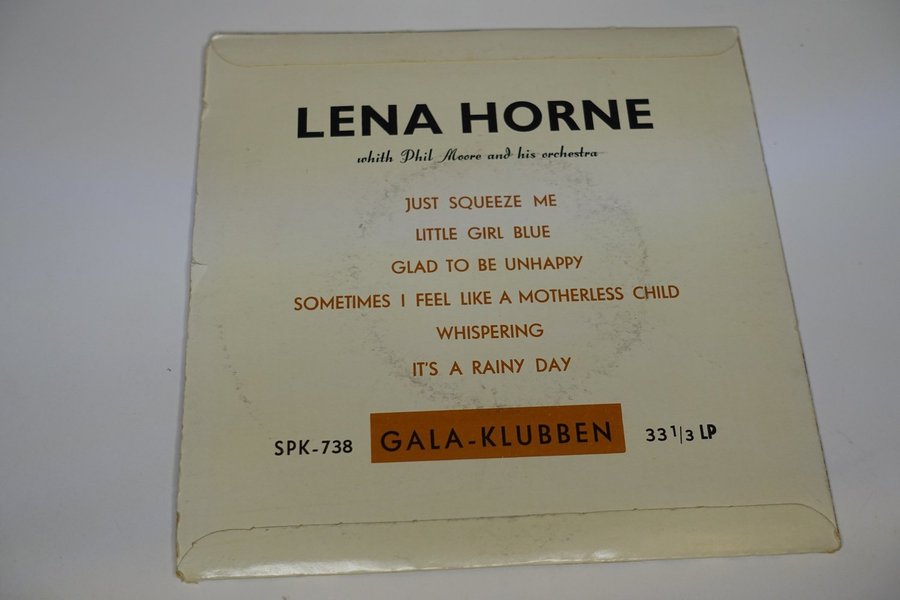 LENA HORNE
whith Phil Moore and his orchestra
JUST SQUEEZE ME
LITTLE GIRL BLUE
GLAD TO BE UNHAPPY
SOMETIMES I FEEL LIKE A MOTHERLESS CHILD
WHISPERING
IT'S A RAINY DAY
SPK-738 GALA-KLUBBEN 33 1/3 LP